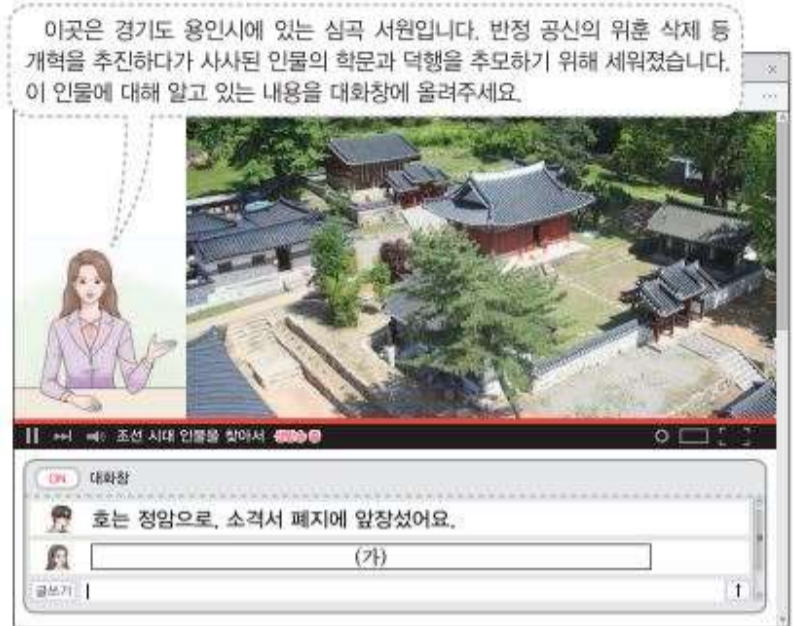 이곳은 경기도 용인시에 있는 심곡 서원입니다. 반정 공신의 위훈 삭제 등
개혁을 추진하다가 사사된 인물의 학문과 덕행을 추모하기 위해 세워졌습니다.
이 인물에 대해 알고 있는 내용을 대화창에 올려주세요.
조선 시대 인물을 찾아서
ON 대화창
호는 정암으로, 소격서 폐지에 앞장섰어요.
(가)
글쓰기